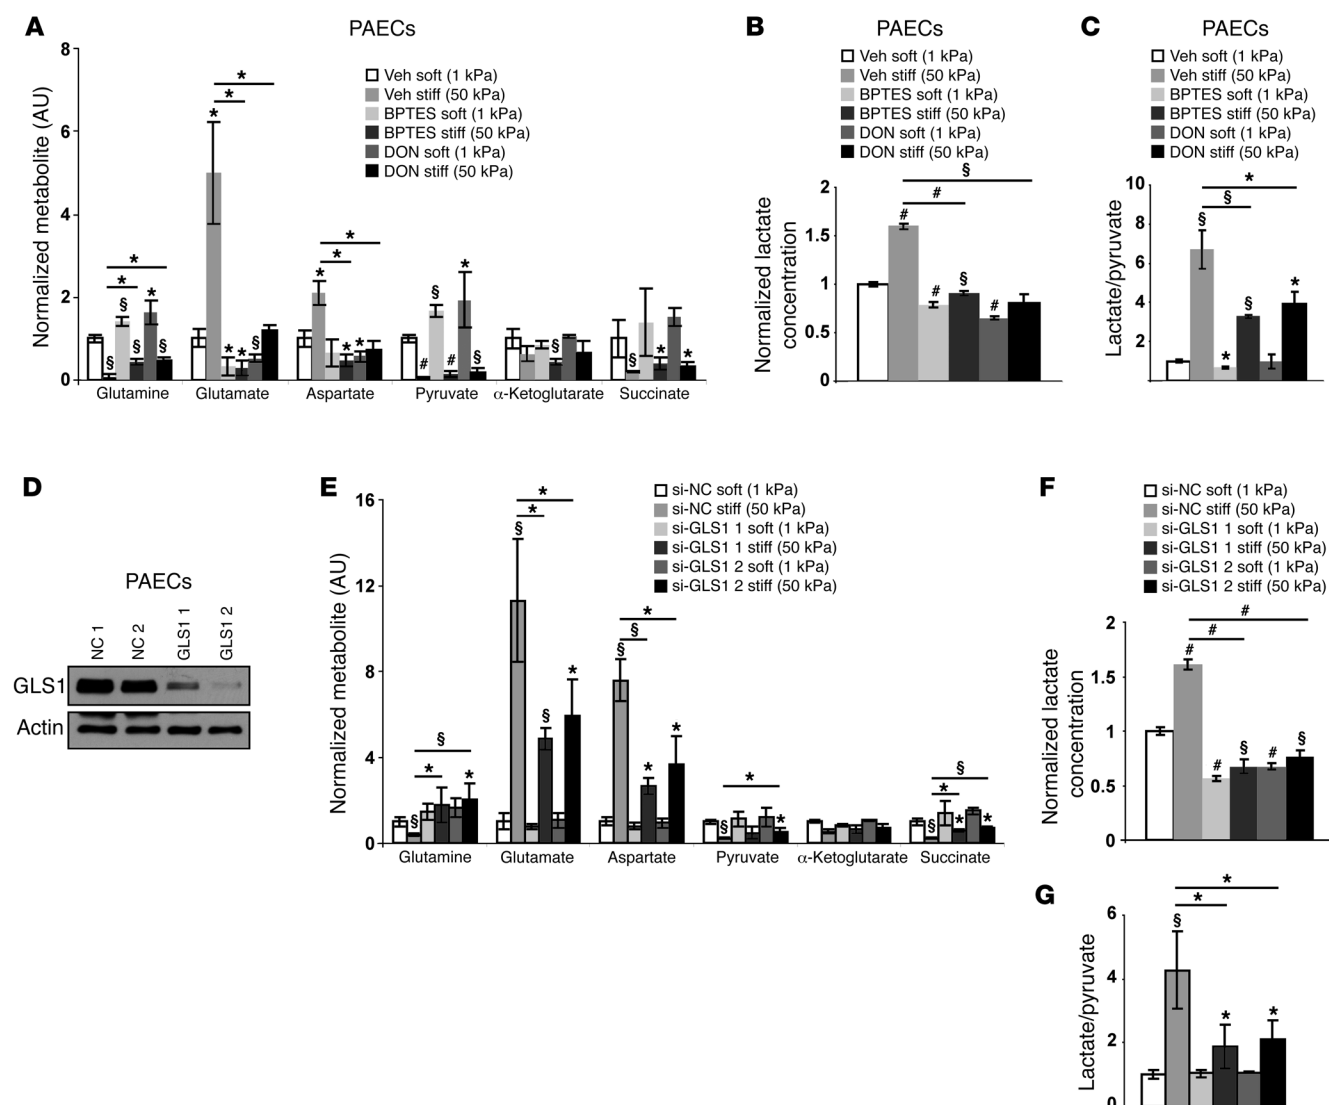 A
PAECs
Veh soft (1 kPa)
Veh stiff (50 kPa)
BPTES soft (1 kPa)
BPTES stiff (50 kPa)
DON soft (1 kPa)
DON stiff (50 kPa)
Normalized metabolite (AU)
8
6
4
2
0
* * *
* * § § * § §
* * * * * § 
* * * * *
# § # * §
§
§ * *
Glutamine Glutamate Aspartate Pyruvate α-Ketoglutarate Succinate
B
PAECs
Veh soft (1 kPa)
Veh stiff (50 kPa)
BPTES soft (1 kPa)
BPTES stiff (50 kPa)
DON soft (1 kPa)
DON stiff (50 kPa)
Normalized lactate
concentration
2
1.5
1
0.5
0
§
#
# # § #
C
PAECs
Veh soft (1 kPa)
Veh stiff (50 kPa)
BPTES soft (1 kPa)
BPTES stiff (50 kPa)
DON soft (1 kPa)
DON stiff (50 kPa)
Lactate/pyruvate
10
8
6
4
2
*
§
§ * § *
D
PAECs
NC 1
NC 2
GLS1 1
GLS1 2
GLS1
Actin
E
si-NC soft (1 kPa)
si-NC stiff (50 kPa)
si-GLS1 1 soft (1 kPa)
si-GLS1 1 stiff (50 kPa)
si-GLS1 2 soft (1 kPa)
si-GLS1 2 stiff (50 kPa)
Normalized metabolite (AU)
16
12
8
4
0
§ * § *
* * § § *
* § § * *
* § *
§ * § * *
Glutamine Glutamate Aspartate Pyruvate α-Ketoglutarate Succinate
F
si-NC soft (1 kPa)
si-NC stiff (50 kPa)
si-GLS1 1 soft (1 kPa)
si-GLS1 1 stiff (50 kPa)
si-GLS1 2 soft (1 kPa)
si-GLS1 2 stiff (50 kPa)
Normalized lactate
concentration
2
1.5
1
0.5
0
#
#
# # § # §
G
Lactate/pyruvate
6
4
2
0
*
*
§ * *